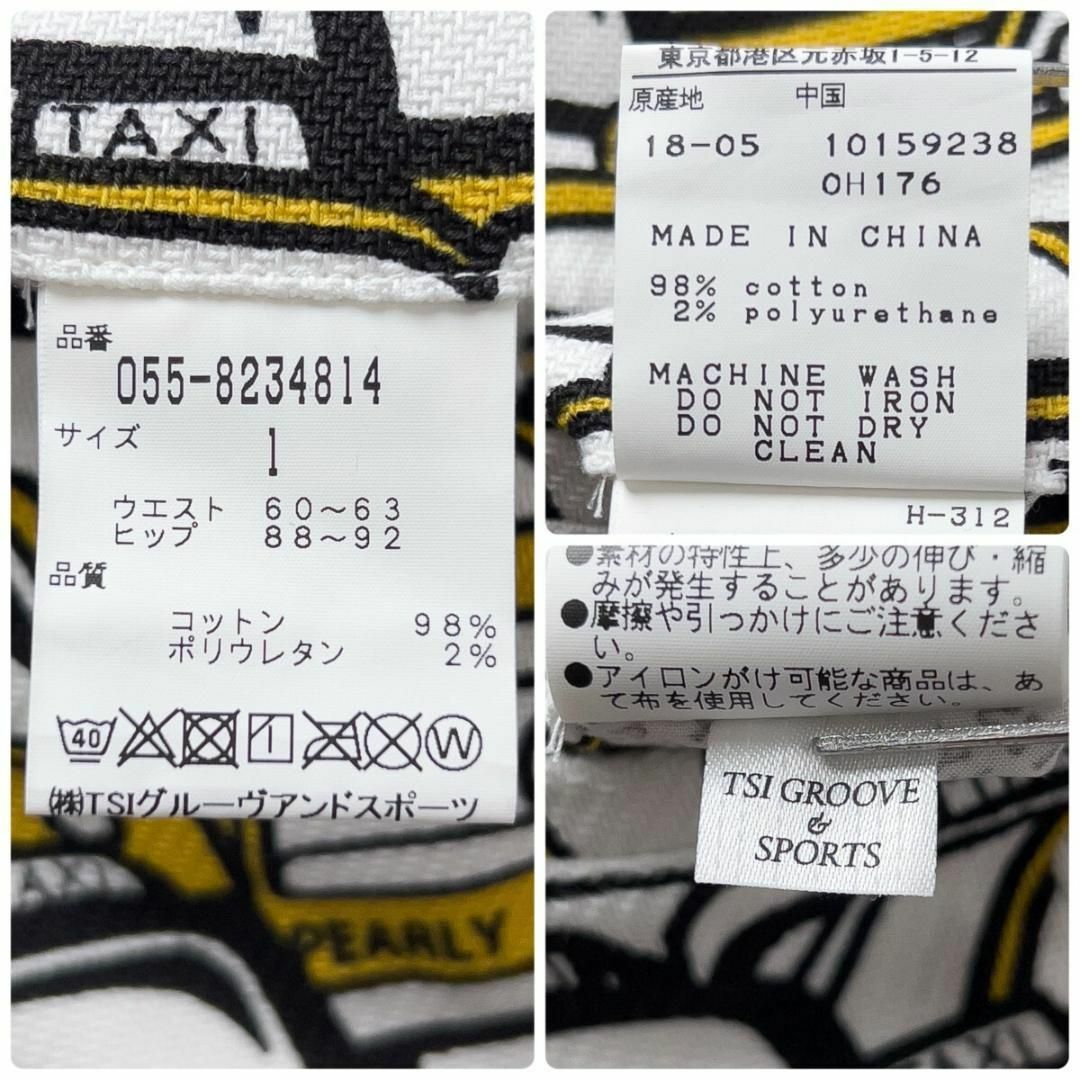 TAXI
品番
055-8234814
サイズ
1
ウエスト 60～63
ヒップ 88～92
品質
コットン 98%
ポリウレタン 2%
40
W
㈱TSIグルーヴアンドスポーツ
TAXI
PEARLY
東京都港区元赤坂1-5-12
原産地 中国
18-05 10159238
OH176
MADE IN CHINA
98% cotton
2% polyurethane
MACHINE WASH
DO NOT IRON
DO NOT DRY
CLEAN
H-312
●素材の特性上、多少の伸び・縮
みが発生することがあります。
●摩擦や引っかけにご注意くださ
い。
●アイロンがけ可能な商品は、あ
て布を使用してください。
TSI GROOVE
&
SPORTS
TAXI